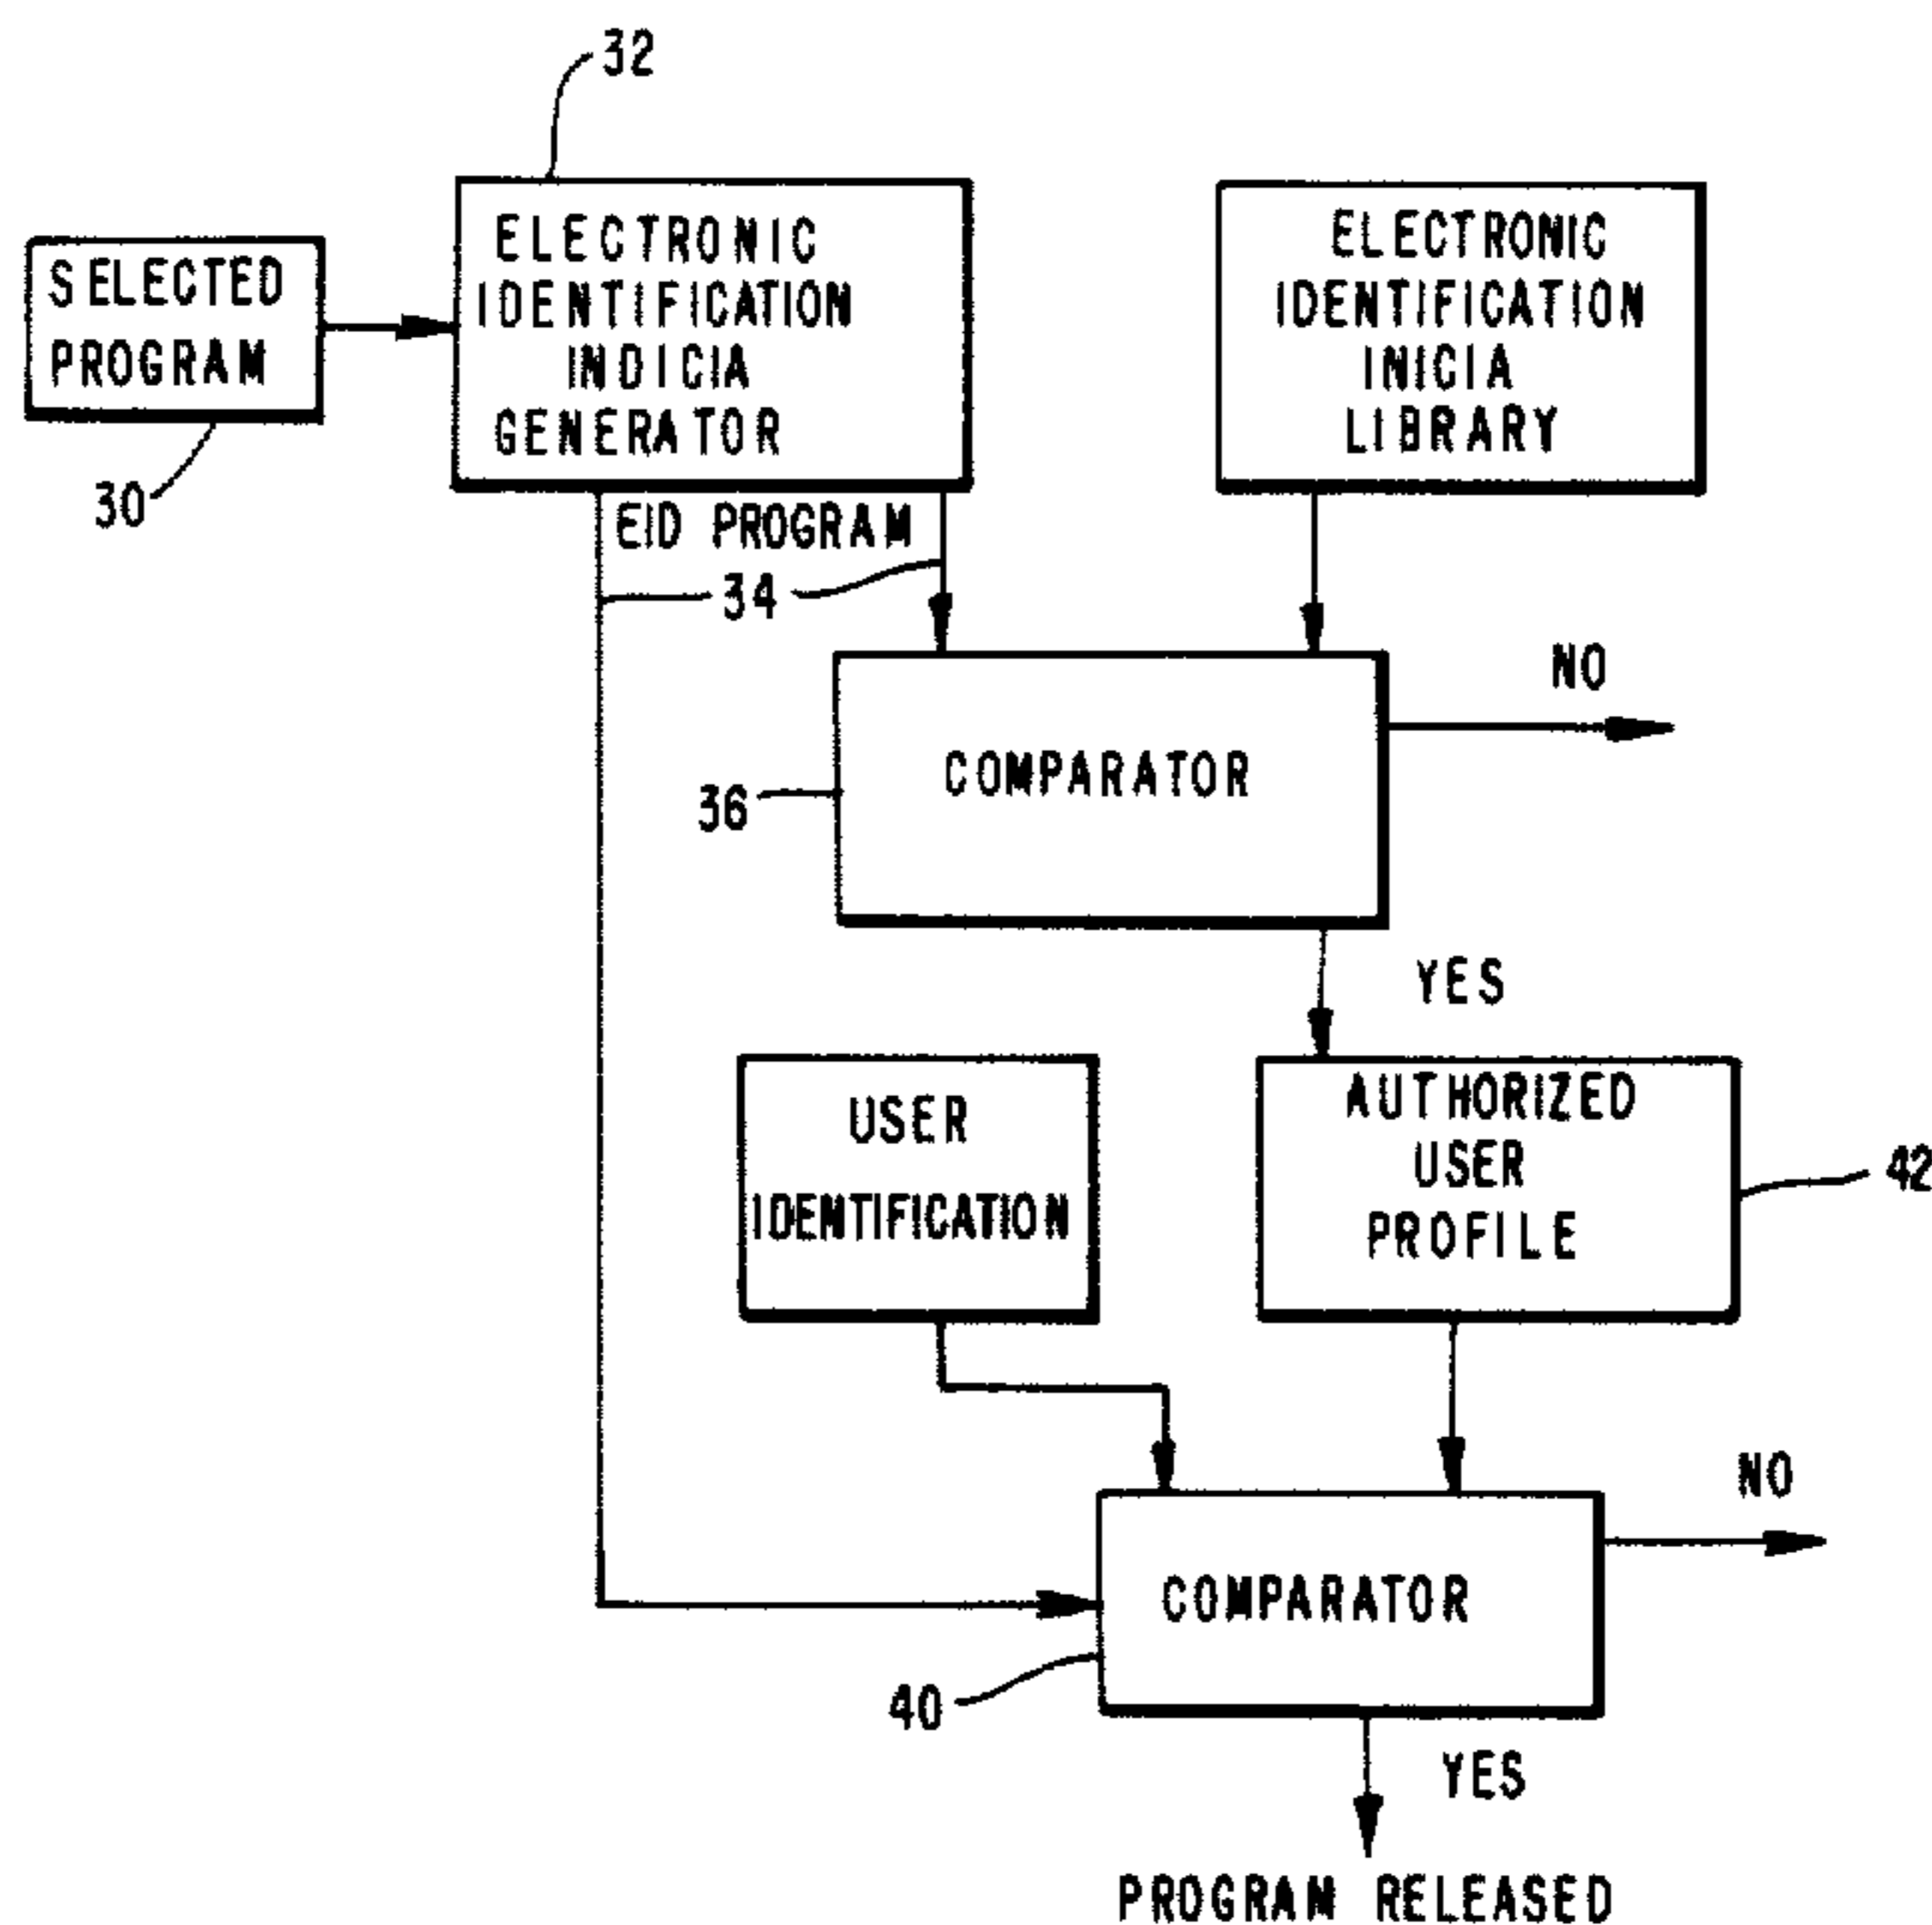 32
SELECTED
PROGRAM
30
ELECTRONIC
IDENTIFICATION
INDICIA
GENERATOR
ELECTRONIC
IDENTIFICATION
INICIA
LIBRARY
EID PROGRAM
34
NO
COMPARATOR
36
YES
USER
IDENTIFICATION
AUTHORIZED
USER
PROFILE
42
NO
COMPARATOR
40
YES
PROGRAM RELEASED